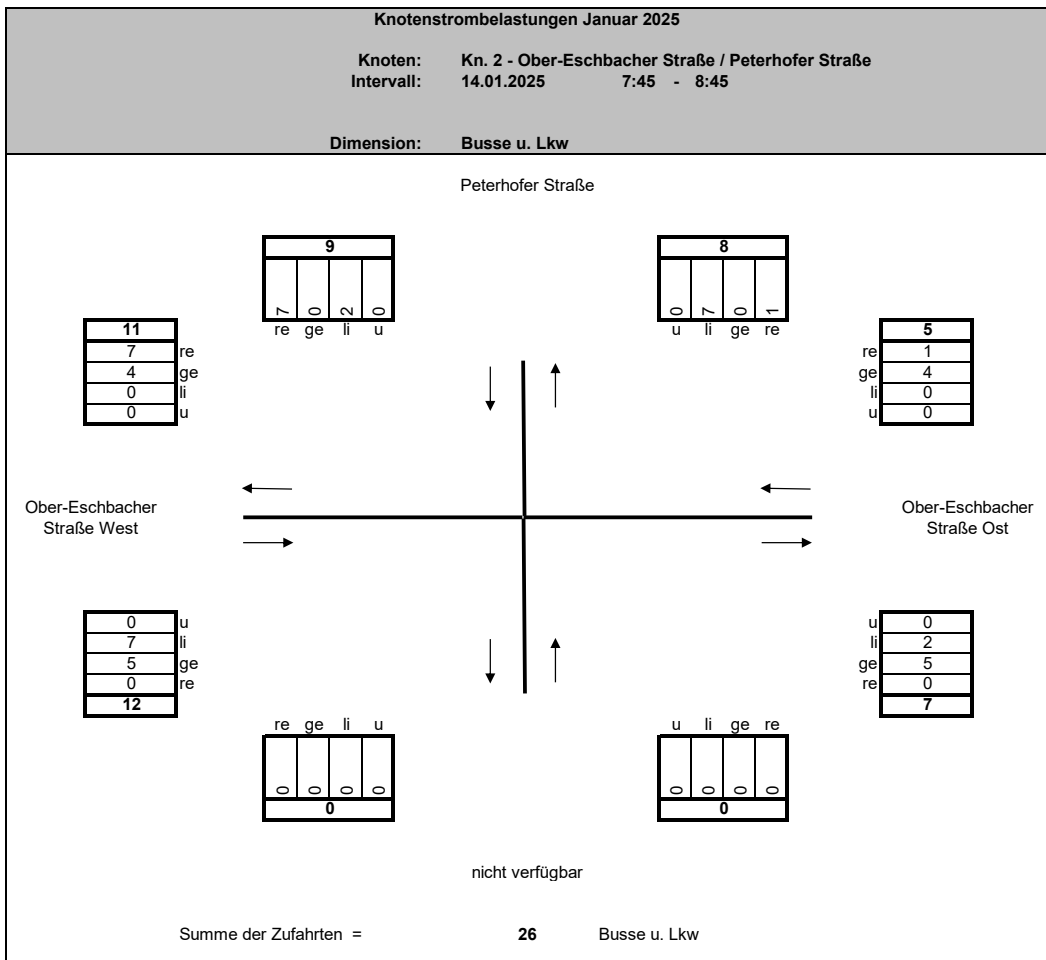 Knotenstrombelastungen Januar 2025
Knoten: Kn. 2 - Ober-Eschbacher Straße / Peterhofer Straße
Intervall: 14.01.2025 7:45 - 8:45
Dimension: Busse u. Lkw
Peterhofer Straße
9
7 0 2 0
re ge li u
8
0 7 0 1
u li ge re
11
7 re
4 ge
0 li
0 u
5
re 1
ge 4
li 0
u 0
Ober-Eschbacher
Straße West
Ober-Eschbacher
Straße Ost
0 u
7 li
5 ge
0 re
12
u 0
li 2
ge 5
re 0
7
re ge li u
0 0 0 0
0
u li ge re
0 0 0 0
0
nicht verfügbar
Summe der Zufahrten = 26 Busse u. Lkw